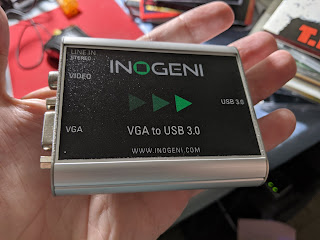 LINE IN
STEREO
VIDEO
INOGENI
USB 3.0
VGA
VGA to USB 3.0
WWW.INOGENI.COM